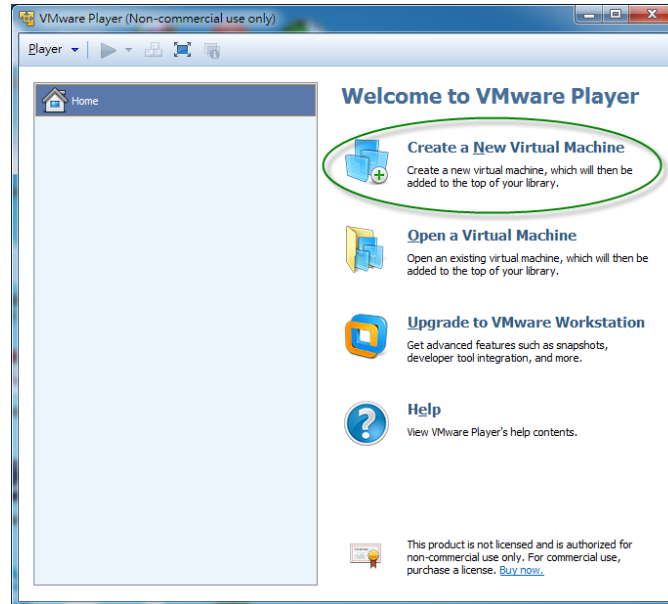 VMware Player (Non-commercial use only)
Player
Home
Welcome to VMware Player
Create a New Virtual Machine
Create a new virtual machine, which will then be
added to the top of your library.
Open a Virtual Machine
Open an existing virtual machine, which will then be
added to the top of your library.
Upgrade to VMware Workstation
Get advanced features such as snapshots,
developer tool integration, and more.
Help
View VMware Player's help contents.
This product is not licensed and is authorized for
non-commercial use only. For commercial use,
purchase a license. Buy now.